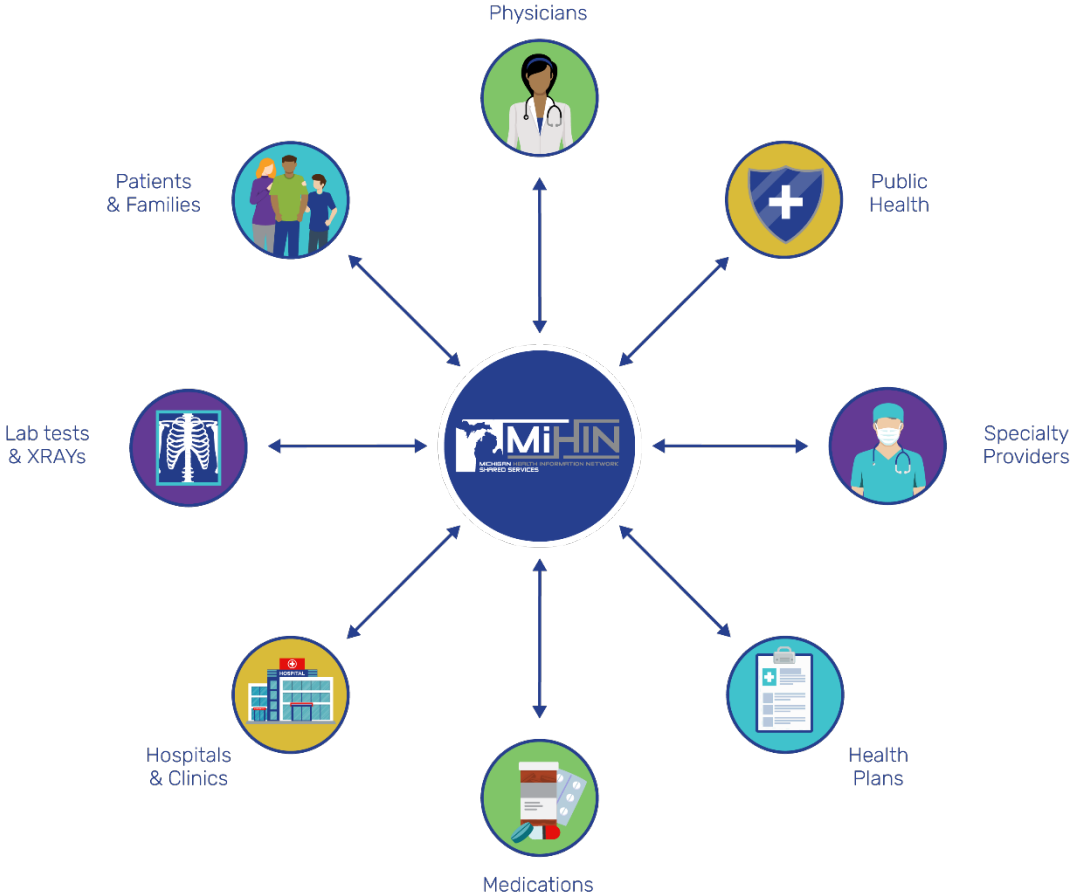 Physicians
Patients
& Families
Public
Health
Lab tests
& XRAYs
MiHIN
MICHIGAN HEALTH INFORMATION NETWORK
SHARED SERVICES
Specialty
Providers
HOSPITAL
Hospitals
& Clinics
Health
Plans
Medications